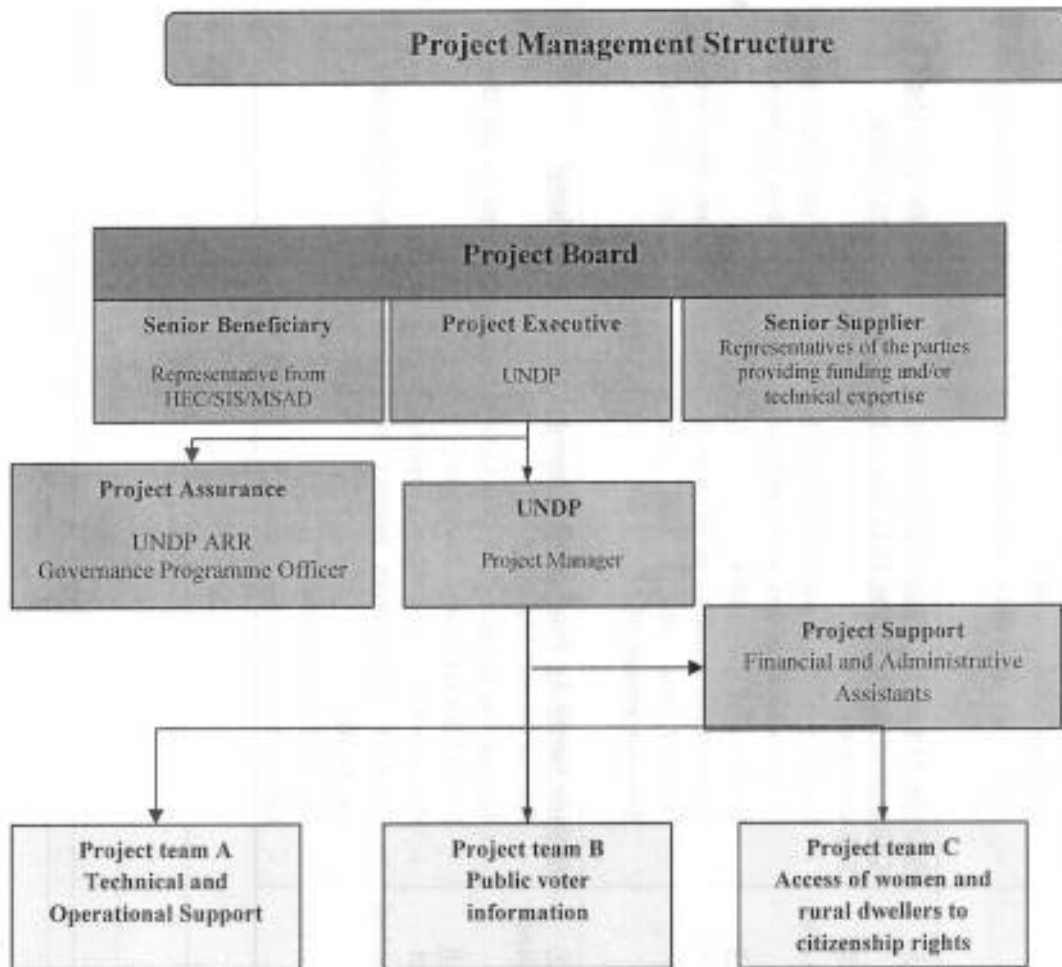 Project Management Structure
Project Board
Senior Beneficiary
Representative from
HEC/SIS/MSAD
Project Executive
UNDP
Senior Supplier
Representatives of the parties
providing funding and/or
technical expertise
Project Assurance
UNDP ARR
Governance Programme Officer
UNDP
Project Manager
Project Support
Financial and Administrative
Assistants
Project team A
Technical and
Operational Support
Project team B
Public voter
information
Project team C
Access of women and
rural dwellers to
citizenship rights